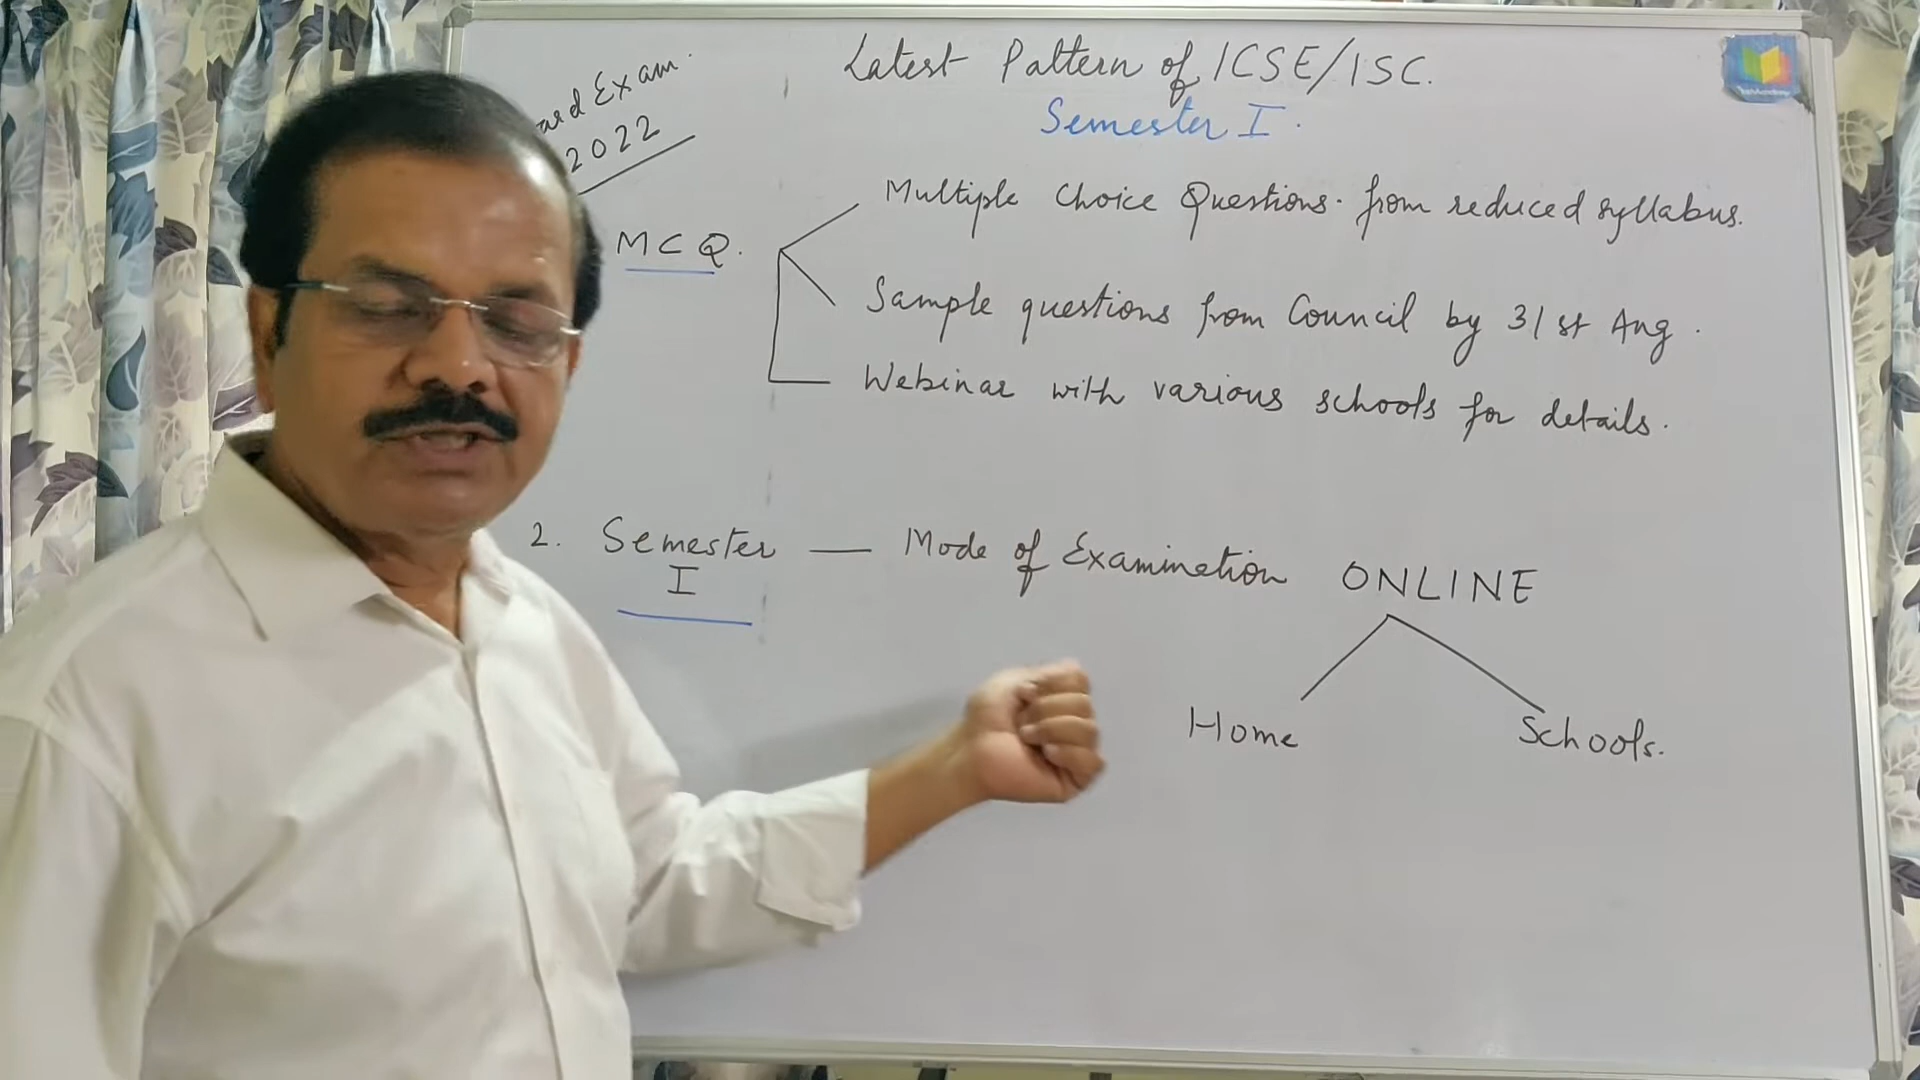 Latest Pattern of ICSE/ISC.
Semester I.
Exam.
2022
MCQ.
Multiple Choice Questions. from reduced syllabus.
Sample questions from Council by 31st Aug.
Webinar with various schools for details.
2. Semester I — Mode of Examination ONLINE
Home
Schools.